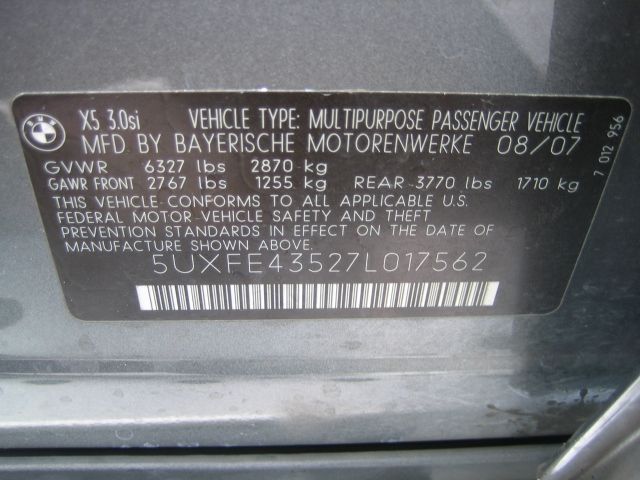 BMW
X5 3.0si VEHICLE TYPE: MULTIPURPOSE PASSENGER VEHICLE
MFD. BY BAYERISCHE MOTORENWERKE 08/07
GVWR 6327 lbs 2870 kg
GAWR FRONT 2767 lbs 1255 kg REAR 3770 lbs 1710 kg
THIS VEHICLE CONFORMS TO ALL APPLICABLE U.S.
FEDERAL MOTOR VEHICLE SAFETY AND THEFT
PREVENTION STANDARDS IN EFFECT ON THE DATE OF
MANUFACTURE SHOWN ABOVE.
5UXFE43527L017562
7 012 956